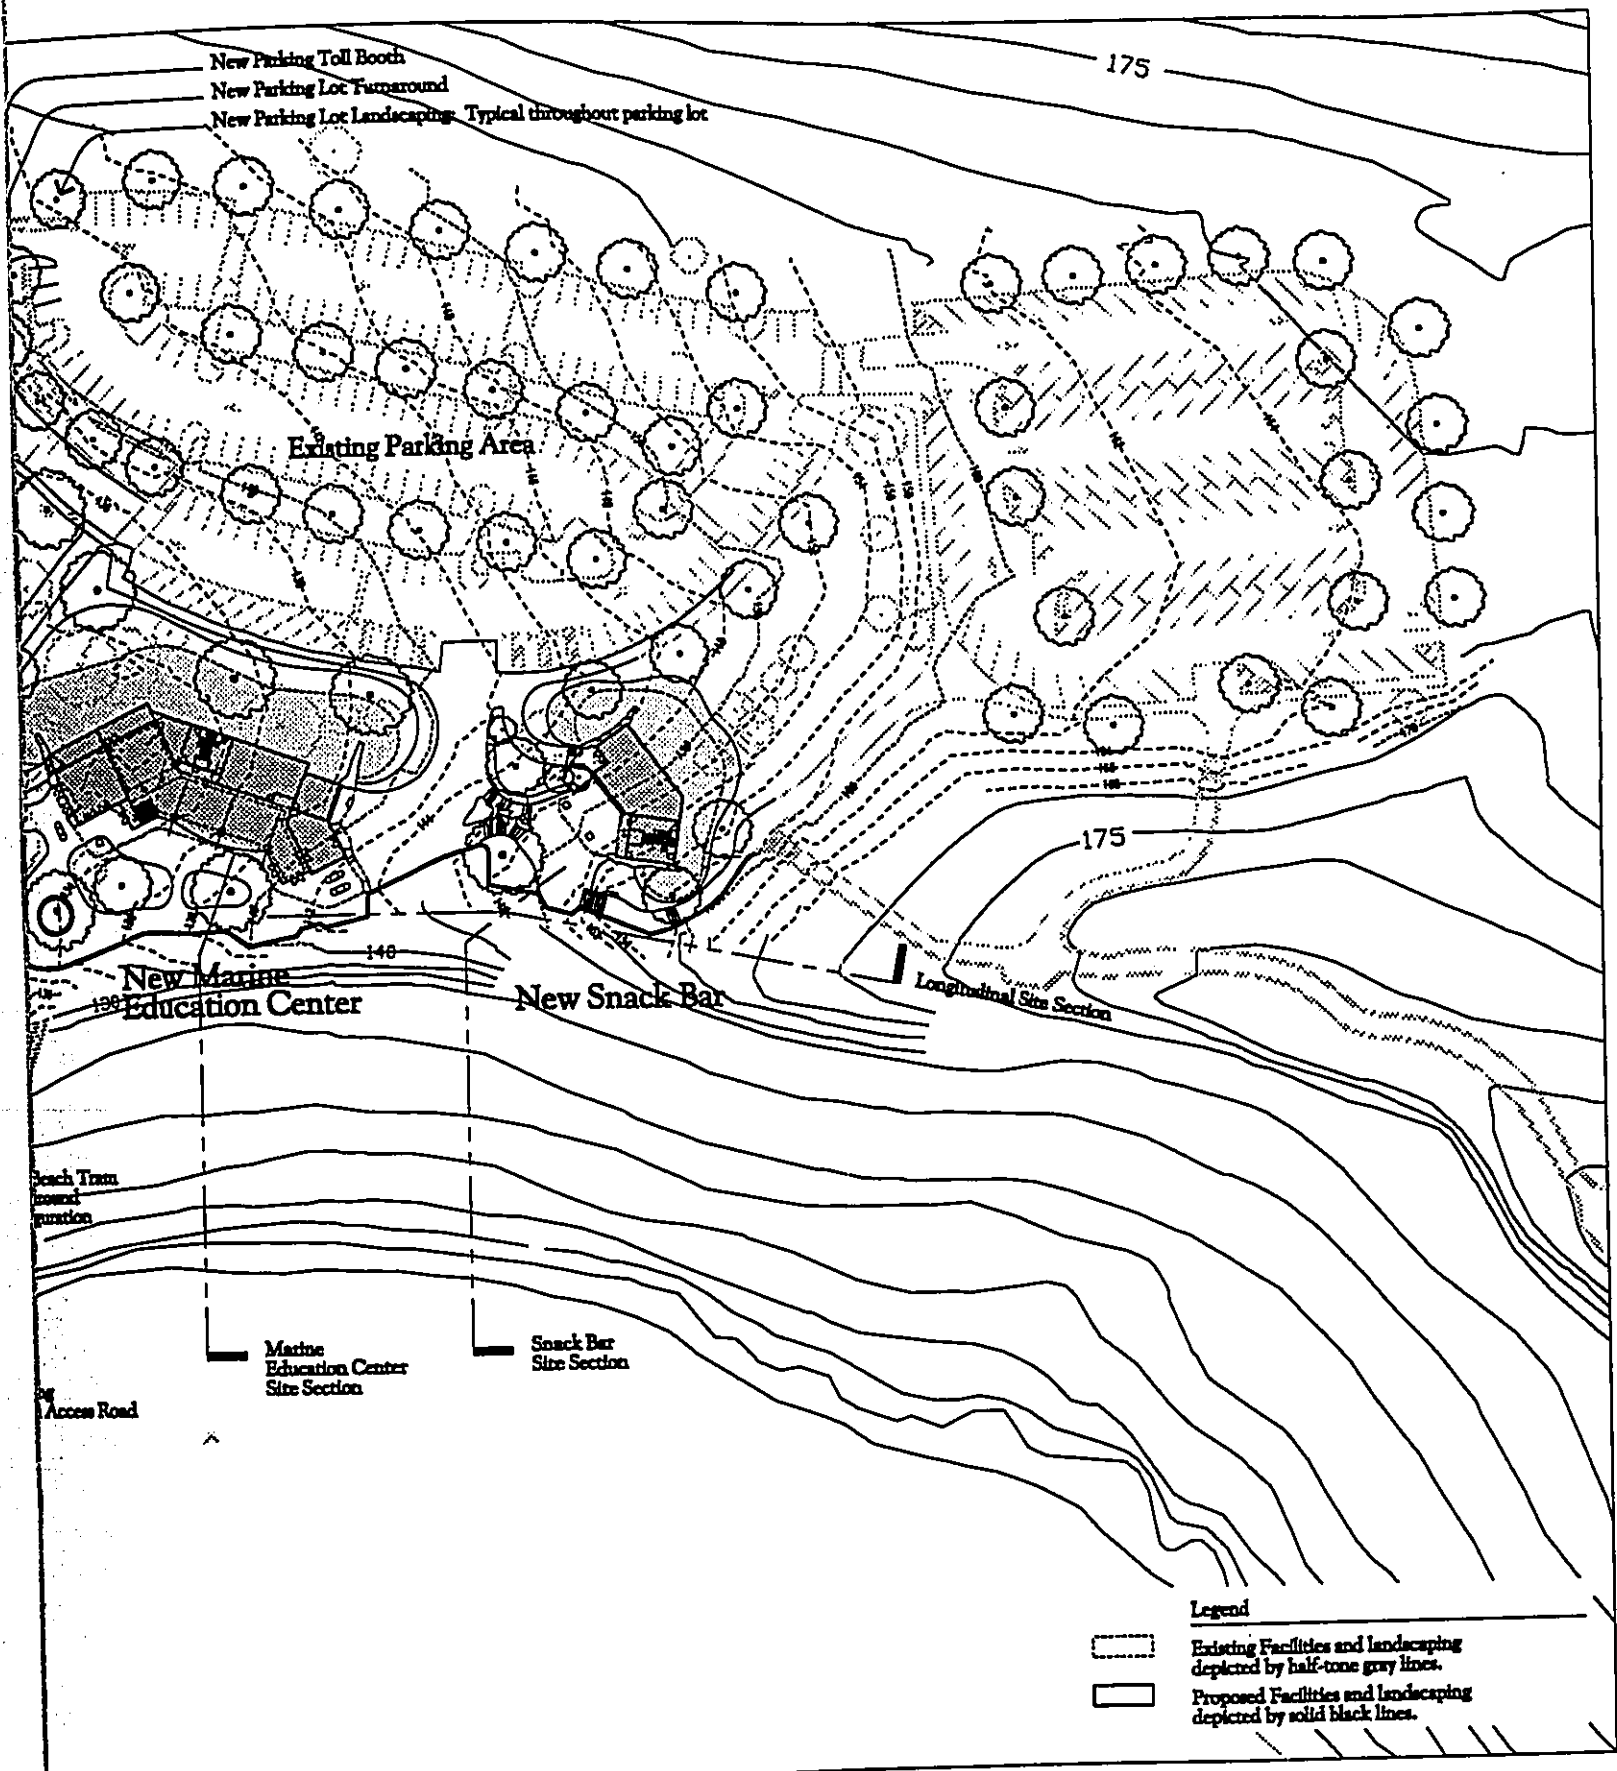 New Parking Toll Booth
New Parking Lot Turnaround
New Parking Lot Landscaping: Typical throughout parking lot
175
Existing Parking Area
175
140
New Marine
Education Center
130
New Snack Bar
Longitudinal Site Section
Beach Tram
Marine
Education Center
Site Section
Snack Bar
Site Section
Access Road
Legend
Existing Facilities and landscaping
depicted by half-tone gray lines.
Proposed Facilities and landscaping
depicted by solid black lines.